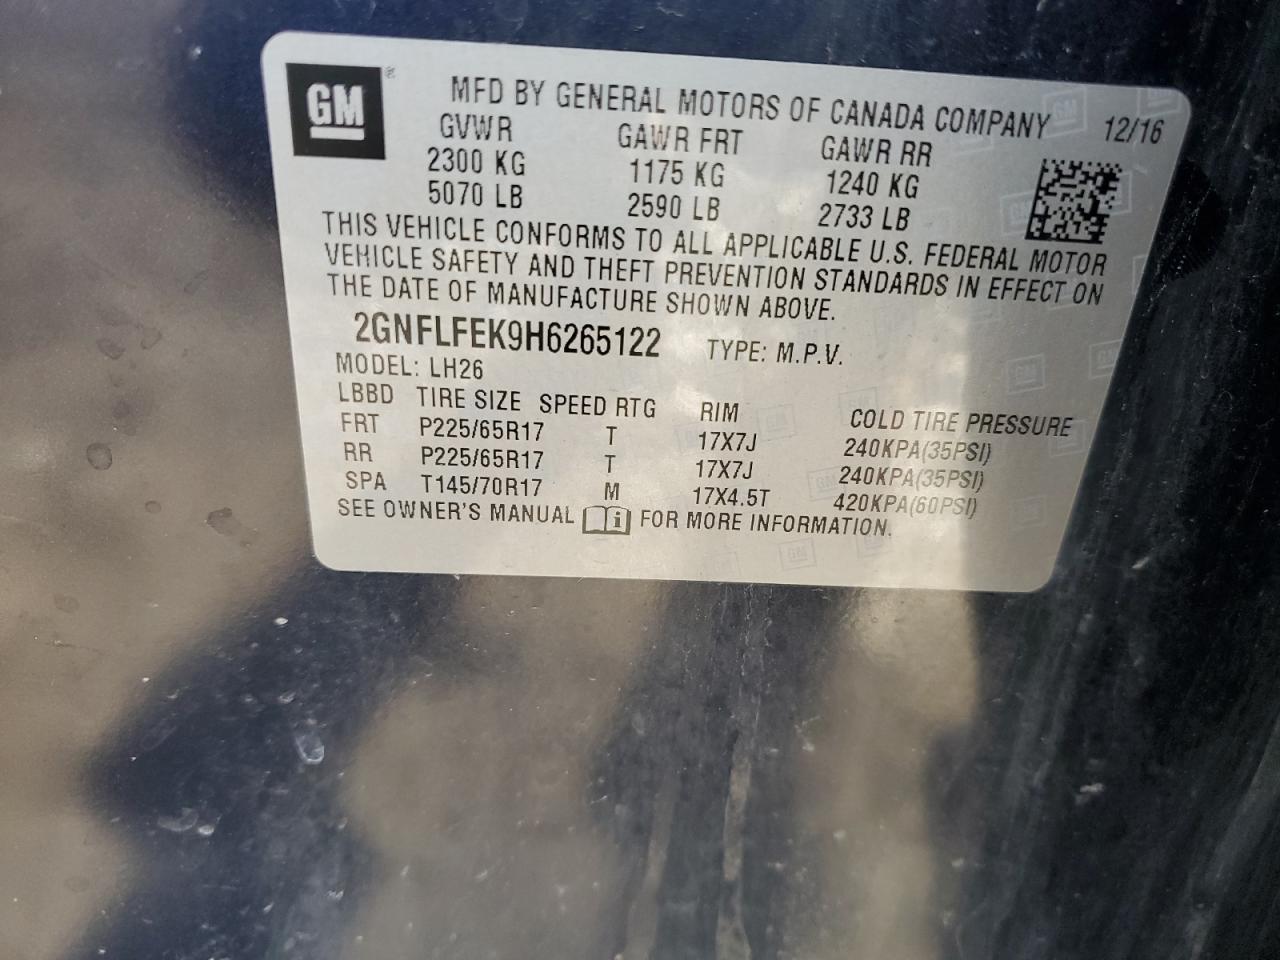 GM ®
MFD BY GENERAL MOTORS OF CANADA COMPANY 12/16
GVWR GAWR FRT GAWR RR
2300 KG 1175 KG 1240 KG
5070 LB 2590 LB 2733 LB
THIS VEHICLE CONFORMS TO ALL APPLICABLE U.S. FEDERAL MOTOR
VEHICLE SAFETY AND THEFT PREVENTION STANDARDS IN EFFECT ON
THE DATE OF MANUFACTURE SHOWN ABOVE.
2GNFLFEK9H6265122 TYPE: M.P.V.
MODEL: LH26
LBBD TIRE SIZE SPEED RTG RIM COLD TIRE PRESSURE
FRT P225/65R17 T 17X7J 240KPA(35PSI)
RR P225/65R17 T 17X7J 240KPA(35PSI)
SPA T145/70R17 M 17X4.5T 420KPA(60PSI)
SEE OWNER'S MANUAL i FOR MORE INFORMATION.